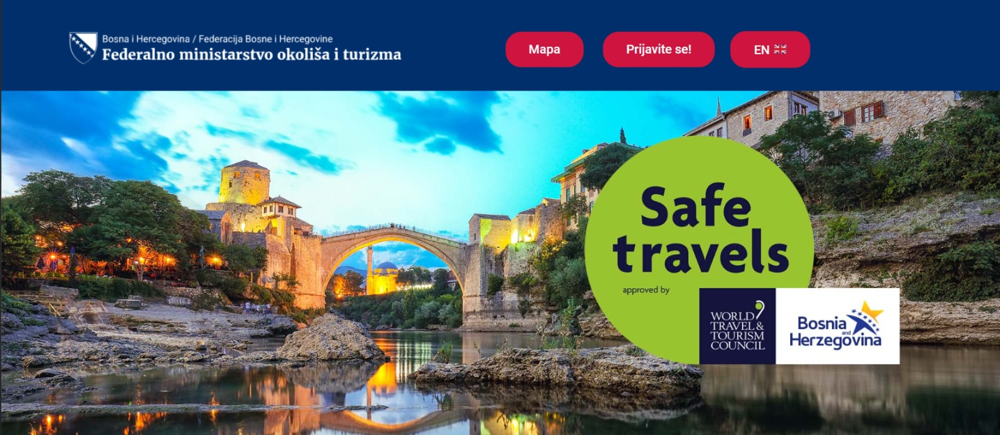 Bosna i Hercegovina / Federacija Bosne i Hercegovine
Federalno ministarstvo okoliša i turizma
Mapa
Prijavite se!
EN
Safe
travels
approved by
WORLD
TRAVEL &
TOURISM
COUNCIL
Bosnia
and
Herzegovina